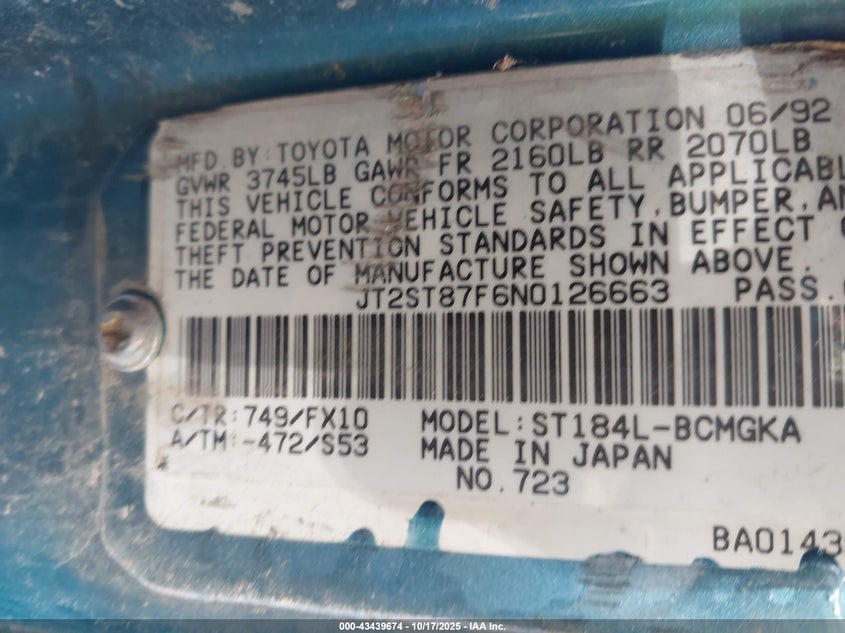 MFD. BY: TOYOTA MOTOR CORPORATION 06/92
GVWR 3745LB GAWR FR 2160LB RR 2070LB
THIS VEHICLE CONFORMS TO ALL APPLICABL
FEDERAL MOTOR VEHICLE SAFETY, BUMPER, AN
THEFT PREVENTION STANDARDS IN EFFECT
THE DATE OF MANUFACTURE SHOWN ABOVE.
JT2ST87F6N0126663 PASS.
C/TR: 749/FX10 MODEL: ST184L-BCMGKA
A/TM: -472/S53 MADE IN JAPAN
NO. 723
BA0143
000-43439674 | 10/17/2025 | IAA Inc.